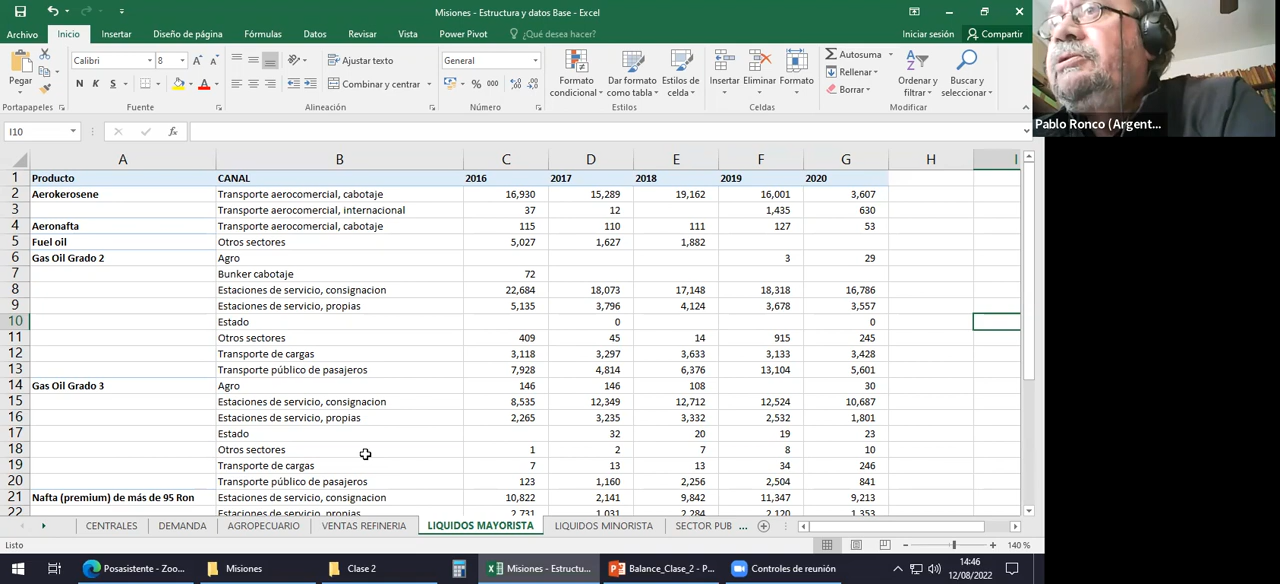 Misiones - Estructura y datos Base - Excel
Archivo Inicio Insertar Diseño de página Fórmulas Datos Revisar Vista Power Pivot ¿Qué desea hacer? Iniciar sesión Compartir
Pegar
Calibri 8
N K S
Ajustar texto
Combinar y centrar
General
% 000
Formato condicional
Dar formato como tabla
Estilos de celda
Insertar Eliminar Formato
Autosuma
Rellenar
Borrar
Ordenar y filtrar
Buscar y seleccionar
Portapapeles Fuente Alineación Número Estilos Celdas Modificar
Pablo Ronco (Argent...
I10 fx
A B C D E F G H I
1 Producto CANAL 2016 2017 2018 2019 2020
2 Aerokerosene Transporte aerocomercial, cabotaje 16,930 15,289 19,162 16,001 3,607
3 Transporte aerocomercial, internacional 37 12 1,435 630
4 Aeronafta Transporte aerocomercial, cabotaje 115 110 111 127 53
5 Fuel oil Otros sectores 5,027 1,627 1,882
6 Gas Oil Grado 2 Agro 3 29
7 Bunker cabotaje 72
8 Estaciones de servicio, consignacion 22,684 18,073 17,148 18,318 16,786
9 Estaciones de servicio, propias 5,135 3,796 4,124 3,678 3,557
10 Estado 0 0
11 Otros sectores 409 45 14 915 245
12 Transporte de cargas 3,118 3,297 3,633 3,133 3,428
13 Transporte público de pasajeros 7,928 4,814 6,376 13,104 5,601
14 Gas Oil Grado 3 Agro 146 146 108 30
15 Estaciones de servicio, consignacion 8,535 12,349 12,712 12,524 10,687
16 Estaciones de servicio, propias 2,265 3,235 3,332 2,532 1,801
17 Estado 32 20 19 23
18 Otros sectores 1 2 7 8 10
19 Transporte de cargas 7 13 13 34 246
20 Transporte público de pasajeros 123 1,160 2,256 2,504 841
21 Nafta (premium) de más de 95 Ron Estaciones de servicio, consignacion 10,822 2,141 9,842 11,347 9,213
22 Estaciones de servicio, propias 2,731 1,031 2,284 2,120 1,353
CENTRALES DEMANDA AGROPECUARIO VENTAS REFINERIA LIQUIDOS MAYORISTA LIQUIDOS MINORISTA SECTOR PUB ...
Listo 140 %
Posasistente - Zoo... Misiones Clase 2 Misiones - Estructu... Balance_Clase_2 - P... Controles de reunión 14:46
12/08/2022